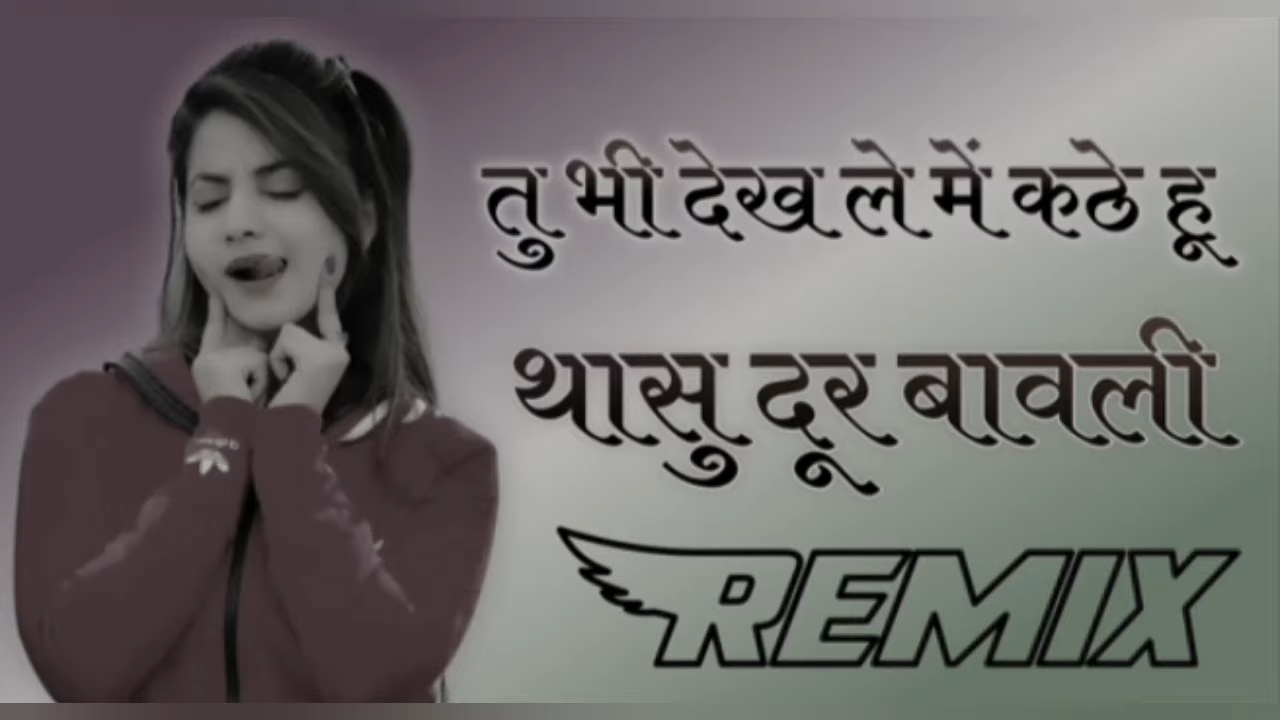 तु भी देख ले में कठे हू
थासु दूर बावली
REMIX